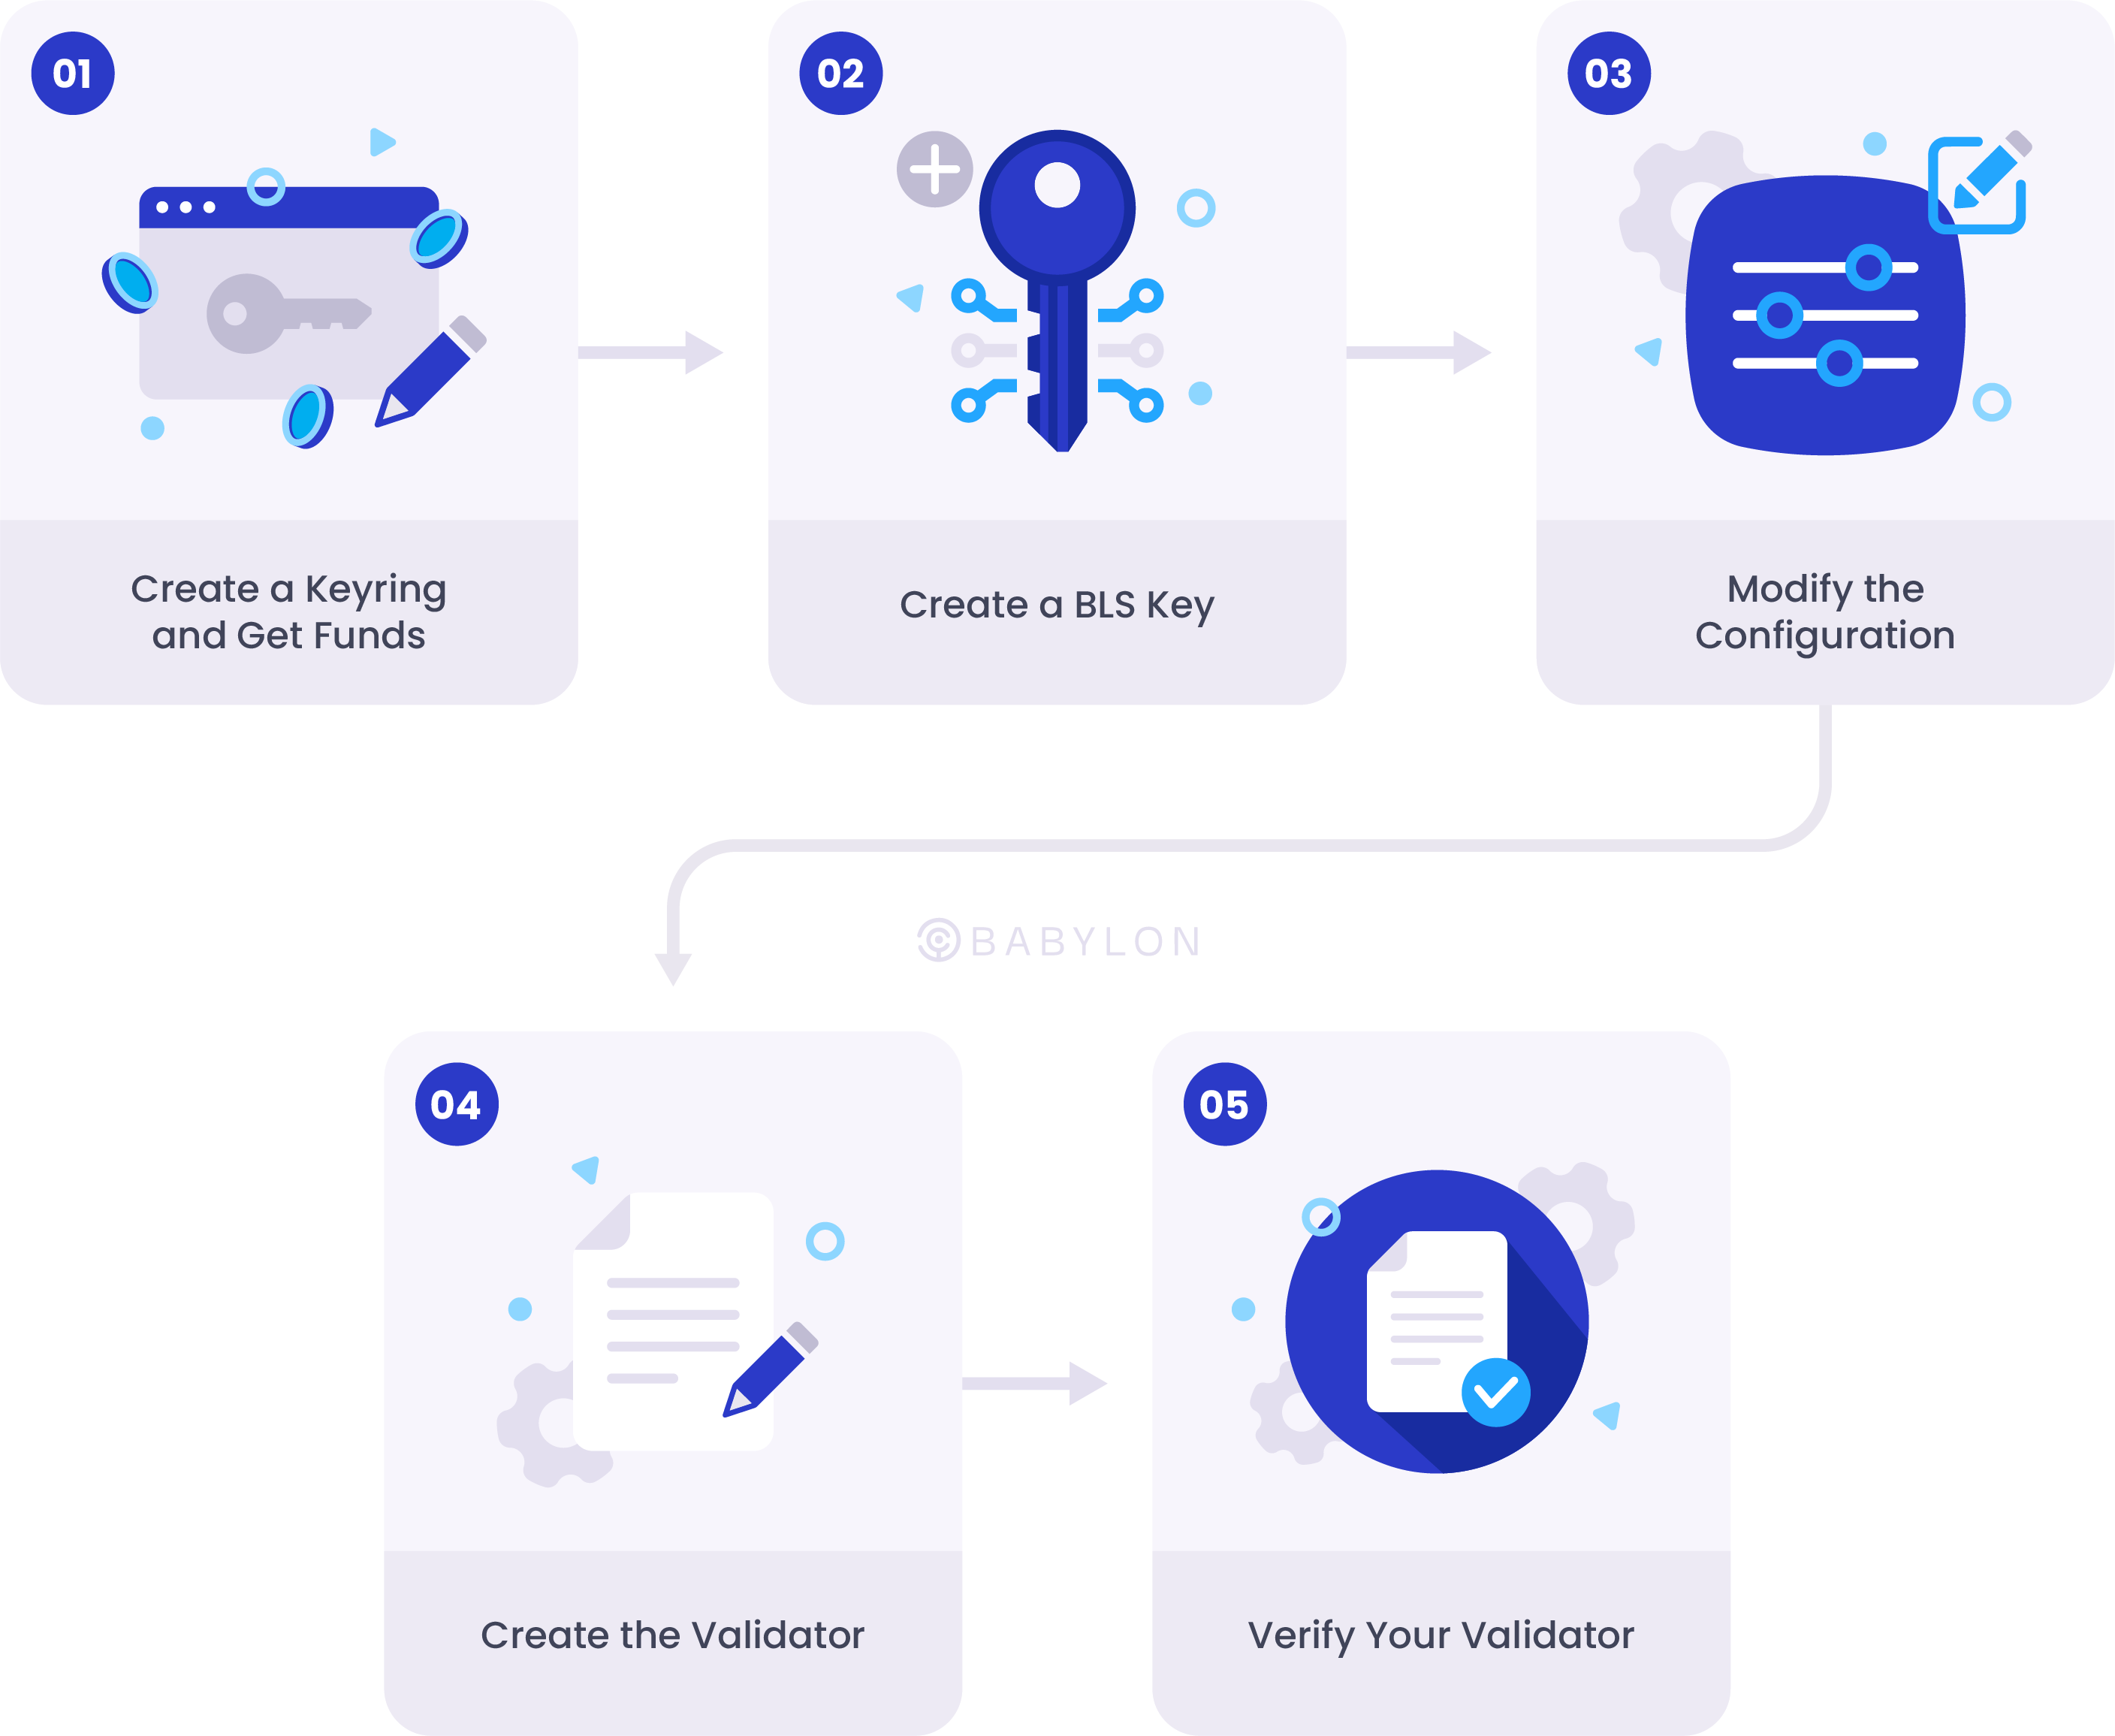 01
Create a Keyring
and Get Funds
02
Create a BLS Key
03
Modify the
Configuration
BABYLON
04
Create the Validator
05
Verify Your Validator